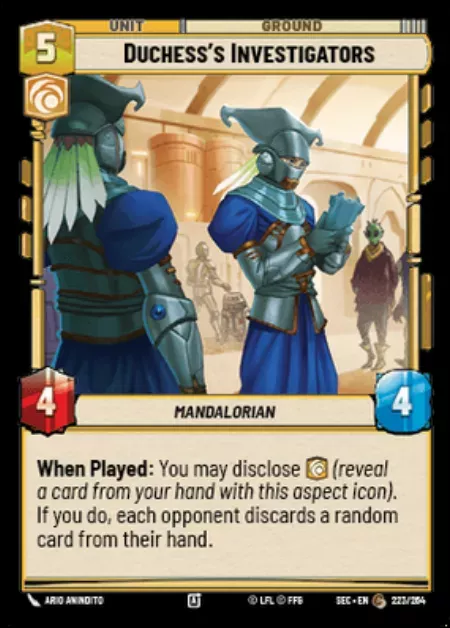 UNIT GROUND
5 DUCHESS'S INVESTIGATORS
4 MANDALORIAN 4
When Played: You may disclose (reveal
a card from your hand with this aspect icon).
If you do, each opponent discards a random
card from their hand.
ARIO ANINDITO © LFL © FFG SEC • EN 223/264